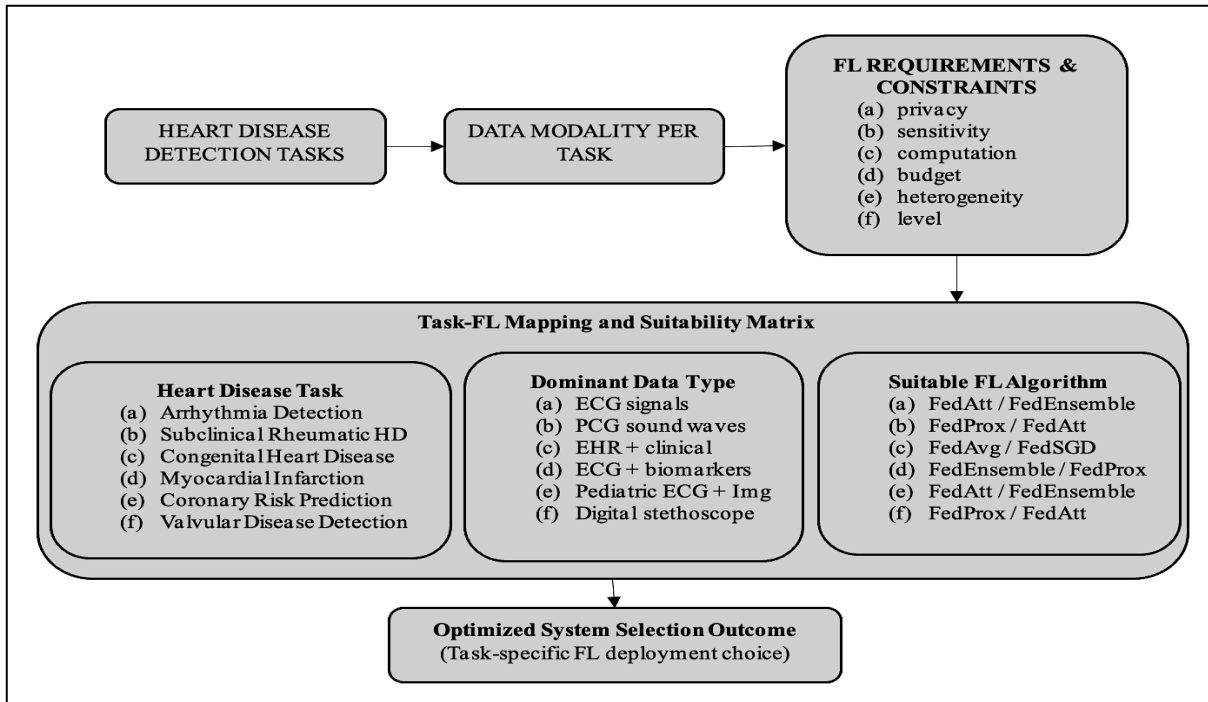 HEART DISEASE
DETECTION TASKS
DATA MODALITY PER
TASK
FL REQUIREMENTS &
CONSTRAINTS
(a) privacy
(b) sensitivity
(c) computation
(d) budget
(e) heterogeneity
(f) level
Task-FL Mapping and Suitability Matrix
Heart Disease Task
(a) Arrhythmia Detection
(b) Subclinical Rheumatic HD
(c) Congenital Heart Disease
(d) Myocardial Infarction
(e) Coronary Risk Prediction
(f) Valvular Disease Detection
Dominant Data Type
(a) ECG signals
(b) PCG sound waves
(c) EHR + clinical
(d) ECG + biomarkers
(e) Pediatric ECG + Img
(f) Digital stethoscope
Suitable FL Algorithm
(a) FedAtt / FedEnsemble
(b) FedProx / FedAtt
(c) FedAvg / FedSGD
(d) FedEnsemble / FedProx
(e) FedAtt / FedEnsemble
(f) FedProx / FedAtt
Optimized System Selection Outcome
(Task-specific FL deployment choice)